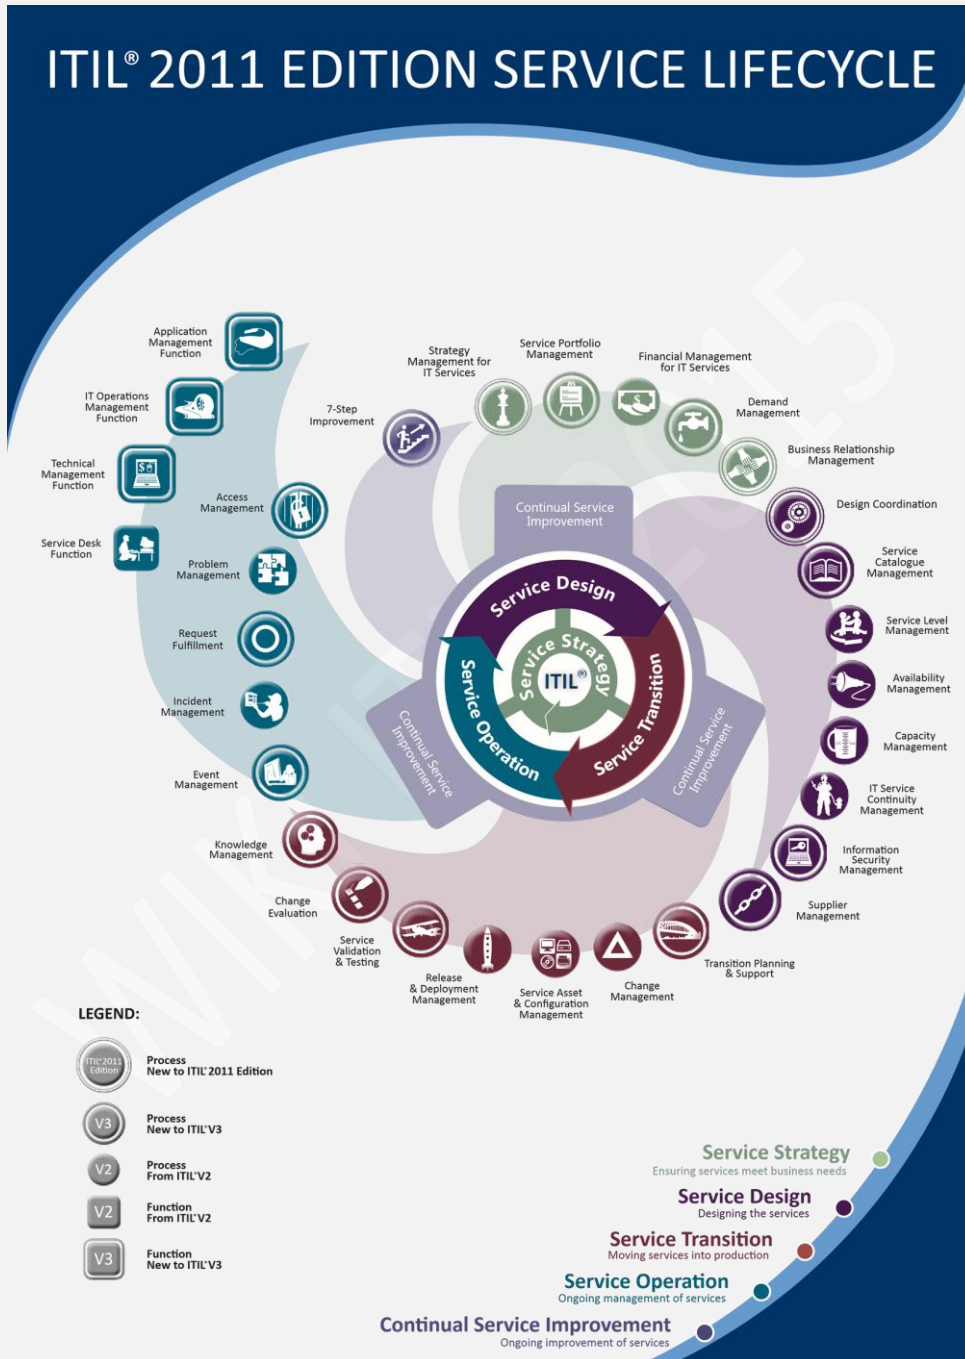 ITIL® 2011 EDITION SERVICE LIFECYCLE
Application
Management
Function
IT Operations
Management
Function
Technical
Management
Function
Service Desk
Function
Access
Management
Problem
Management
Request
Fulfillment
Incident
Management
Event
Management
7-Step
Improvement
Strategy
Management for
IT Services
Service Portfolio
Management
Financial Management
for IT Services
Demand
Management
Business Relationship
Management
Design Coordination
Service
Catalogue
Management
Service Level
Management
Availability
Management
Capacity
Management
IT Service
Continuity
Management
Information
Security
Management
Supplier
Management
Transition Planning
& Support
Change
Management
Service Asset
& Configuration
Management
Release
& Deployment
Management
Service
Validation
& Testing
Change
Evaluation
Knowledge
Management
Continual Service
Improvement
Continual Service
Improvement
Continual Service
Improvement
Service Design
Service Transition
Service Operation
Service Strategy
ITIL®
LEGEND:
ITIL®2011
Edition
Process
New to ITIL® 2011 Edition
V3
Process
New to ITIL® V3
V2
Process
From ITIL® V2
V2
Function
From ITIL® V2
V3
Function
New to ITIL® V3
Service Strategy
Ensuring services meet business needs
Service Design
Designing the services
Service Transition
Moving services into production
Service Operation
Ongoing management of services
Continual Service Improvement
Ongoing improvement of services